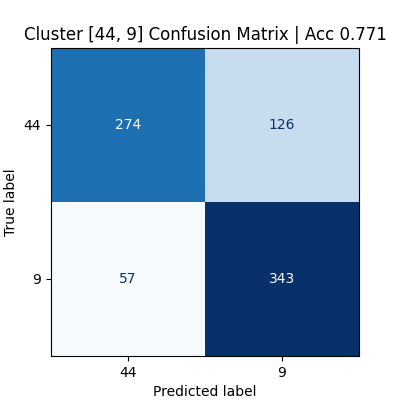 Cluster [44, 9] Confusion Matrix | Acc 0.771
True label
44
274
126
9
57
343
44
9
Predicted label